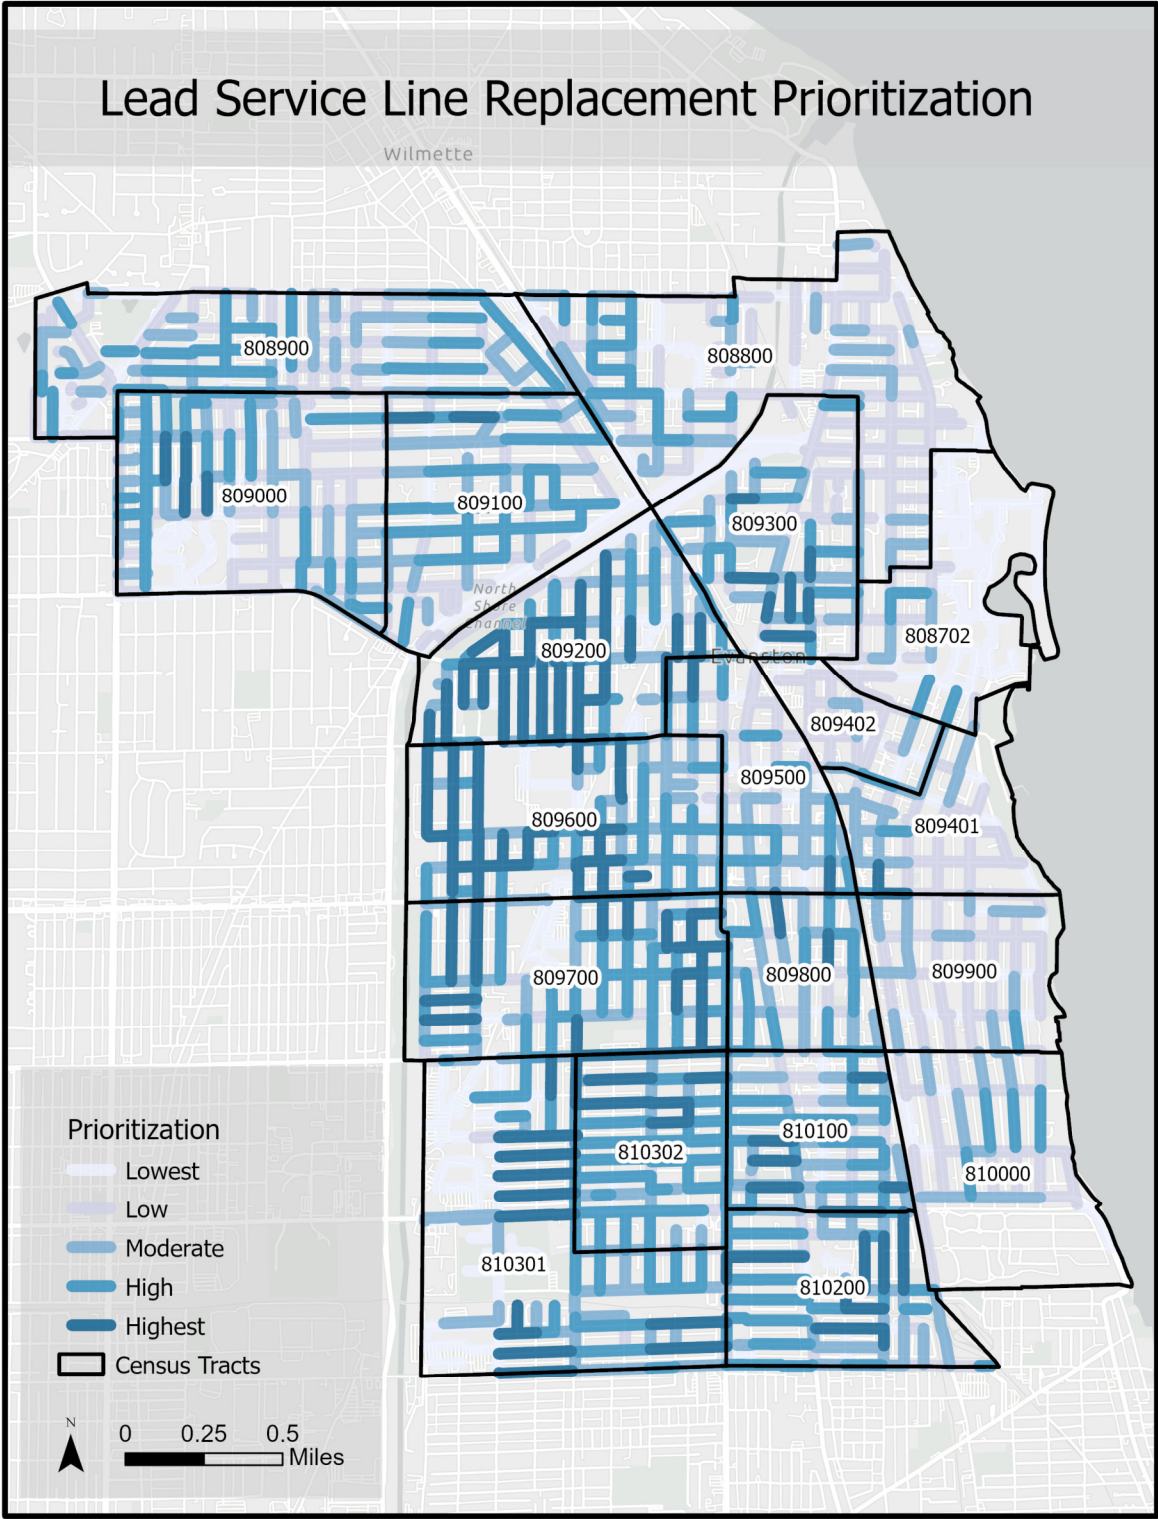 Lead Service Line Replacement Prioritization
Wilmette
808900
808800
809000
809100
809300
North
Shore
Channel
809200
808702
Evanston
809402
809500
809600
809401
809700
809800
809900
810100
810302
810000
810301
810200
Prioritization
Lowest
Low
Moderate
High
Highest
Census Tracts
N
0 0.25 0.5
Miles